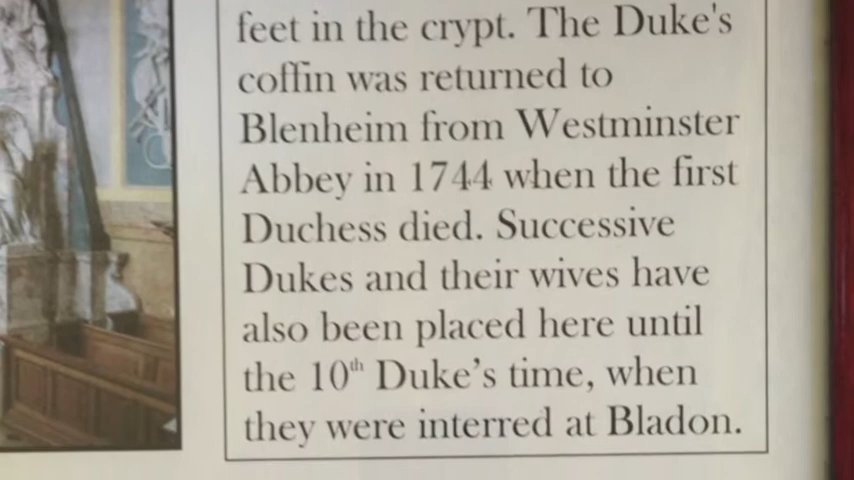 feet in the crypt. The Duke's
coffin was returned to
Blenheim from Westminster
Abbey in 1744 when the first
Duchess died. Successive
Dukes and their wives have
also been placed here until
the 10th Duke’s time, when
they were interred at Bladon.